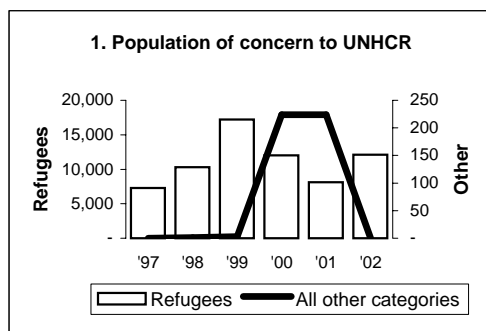 1. Population of concern to UNHCR
20,000
15,000
10,000
5,000
-
Refugees
250
200
150
100
50
-
Other
'97 '98 '99 '00 '01 '02
Refugees All other categories